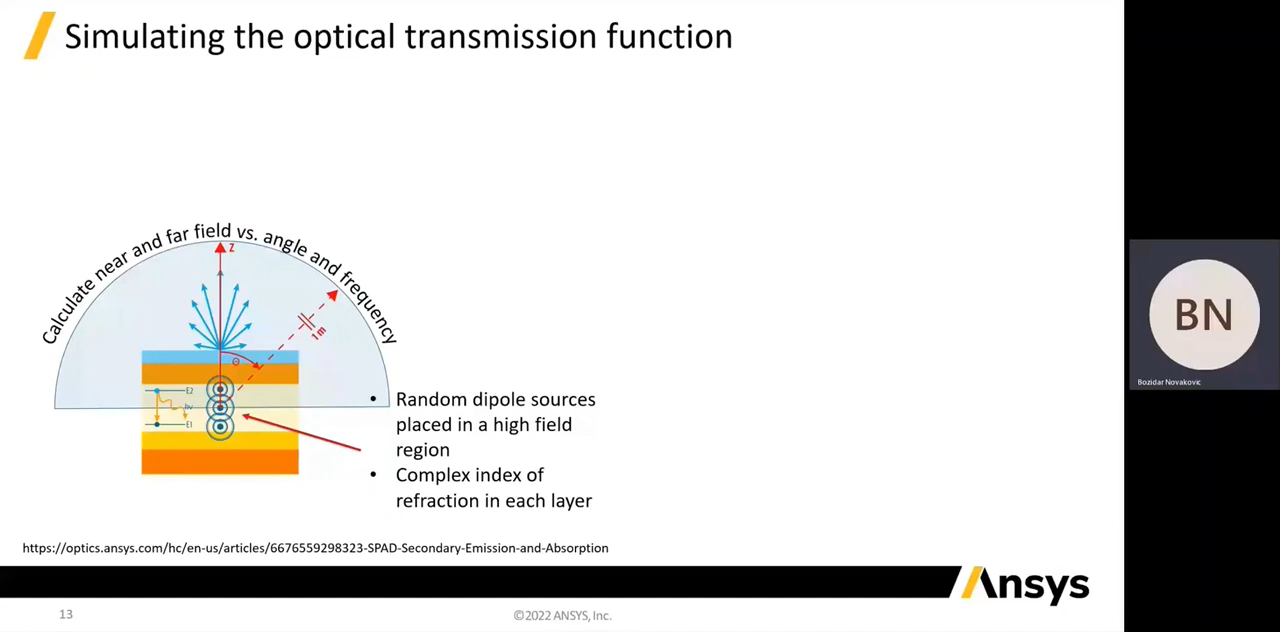 Simulating the optical transmission function
Calculate near and far field vs. angle and frequency
Z
1m
Θ
E2
hv
E1
• Random dipole sources
placed in a high field
region
• Complex index of
refraction in each layer
https://optics.ansys.com/hc/en-us/articles/6676559298323-SPAD-Secondary-Emission-and-Absorption
Ansys
13
©2022 ANSYS, Inc.
BN
Bozidar Novakovic